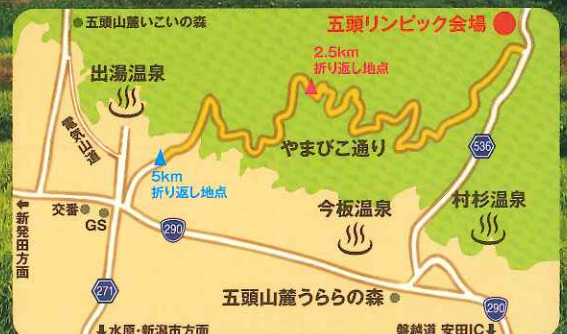 五頭山麓いこいの森
五頭リンピック会場
2.5km
折り返し地点
出湯温泉
電気山道
やまびこ通り
536
5km
折り返し地点
今板温泉
村杉温泉
交番
GS
290
←新発田方面
271
五頭山麓うららの森
290
↓水原・新潟市方面
磐越道 安田IC↓